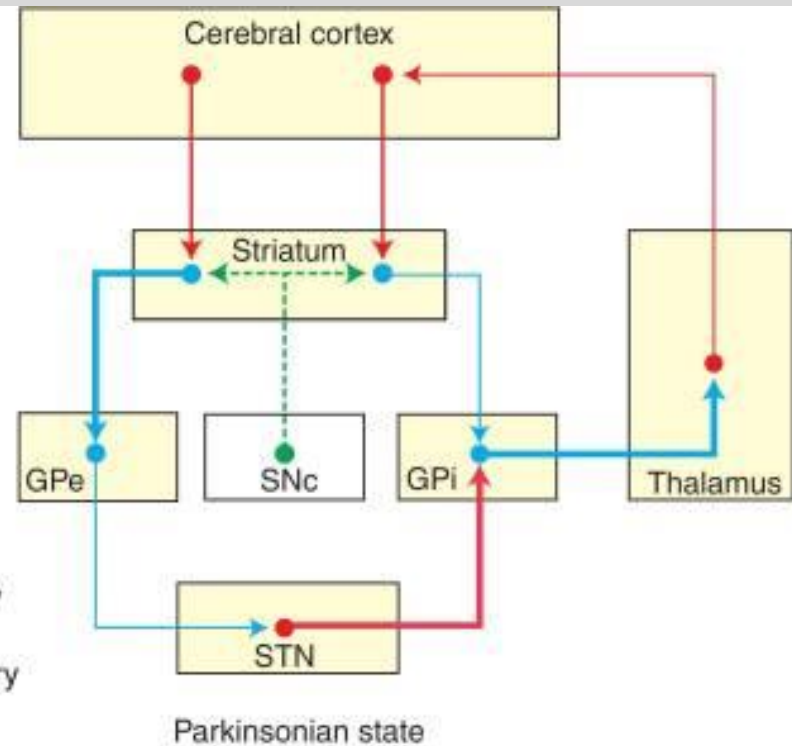 Cerebral cortex
Striatum
GPe
SNc
GPi
Thalamus
STN
Parkinsonian state